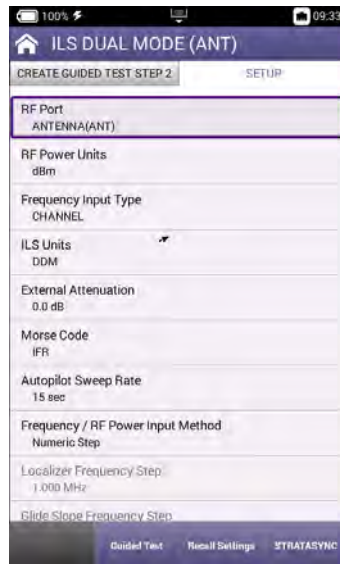 100% 09:33
ILS DUAL MODE (ANT)
CREATE GUIDED TEST STEP 2 SETUP
RF Port
ANTENNA(ANT)
RF Power Units
dBm
Frequency Input Type
CHANNEL
ILS Units
DDM
External Attenuation
0.0 dB
Morse Code
IFR
Autopilot Sweep Rate
15 sec
Frequency / RF Power Input Method
Numeric Step
Localizer Frequency Step
1.000 MHz
Glide Slope Frequency Step
Guided Test Recall Settings STRATASYNC